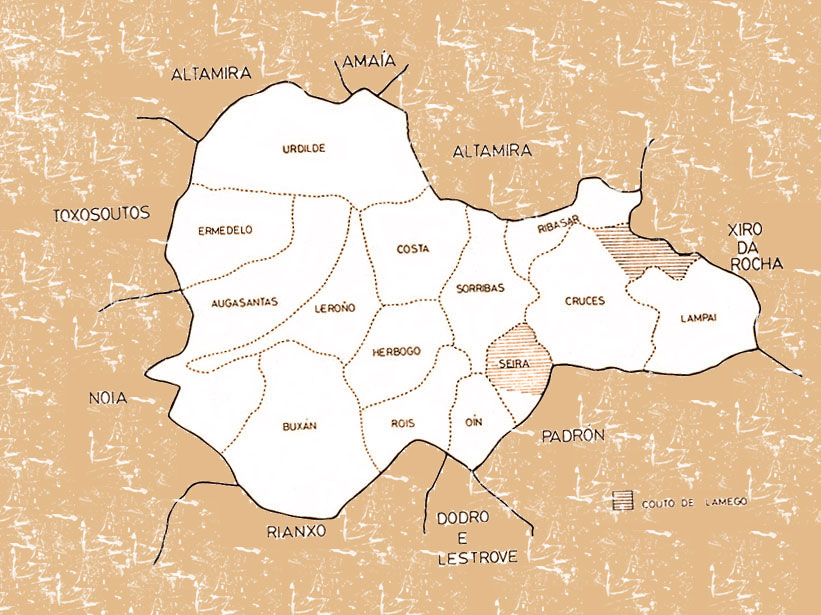 AMAÍA
ALTAMIRA
URDILDE
ALTAMIRA
TOXOSOUTOS
ERMEDELO
RIBASAR
XIRO
DA
ROCHA
COSTA
SORRIBAS
AUGASANTAS
LEROÑO
CRUCES
LAMPAI
HERBOGO
SEIRA
NOIA
BUXÁN
ROIS
OÍN
PADRÓN
COUTO DE LAMEGO
RIANXO
DODRO
E
LESTROVE